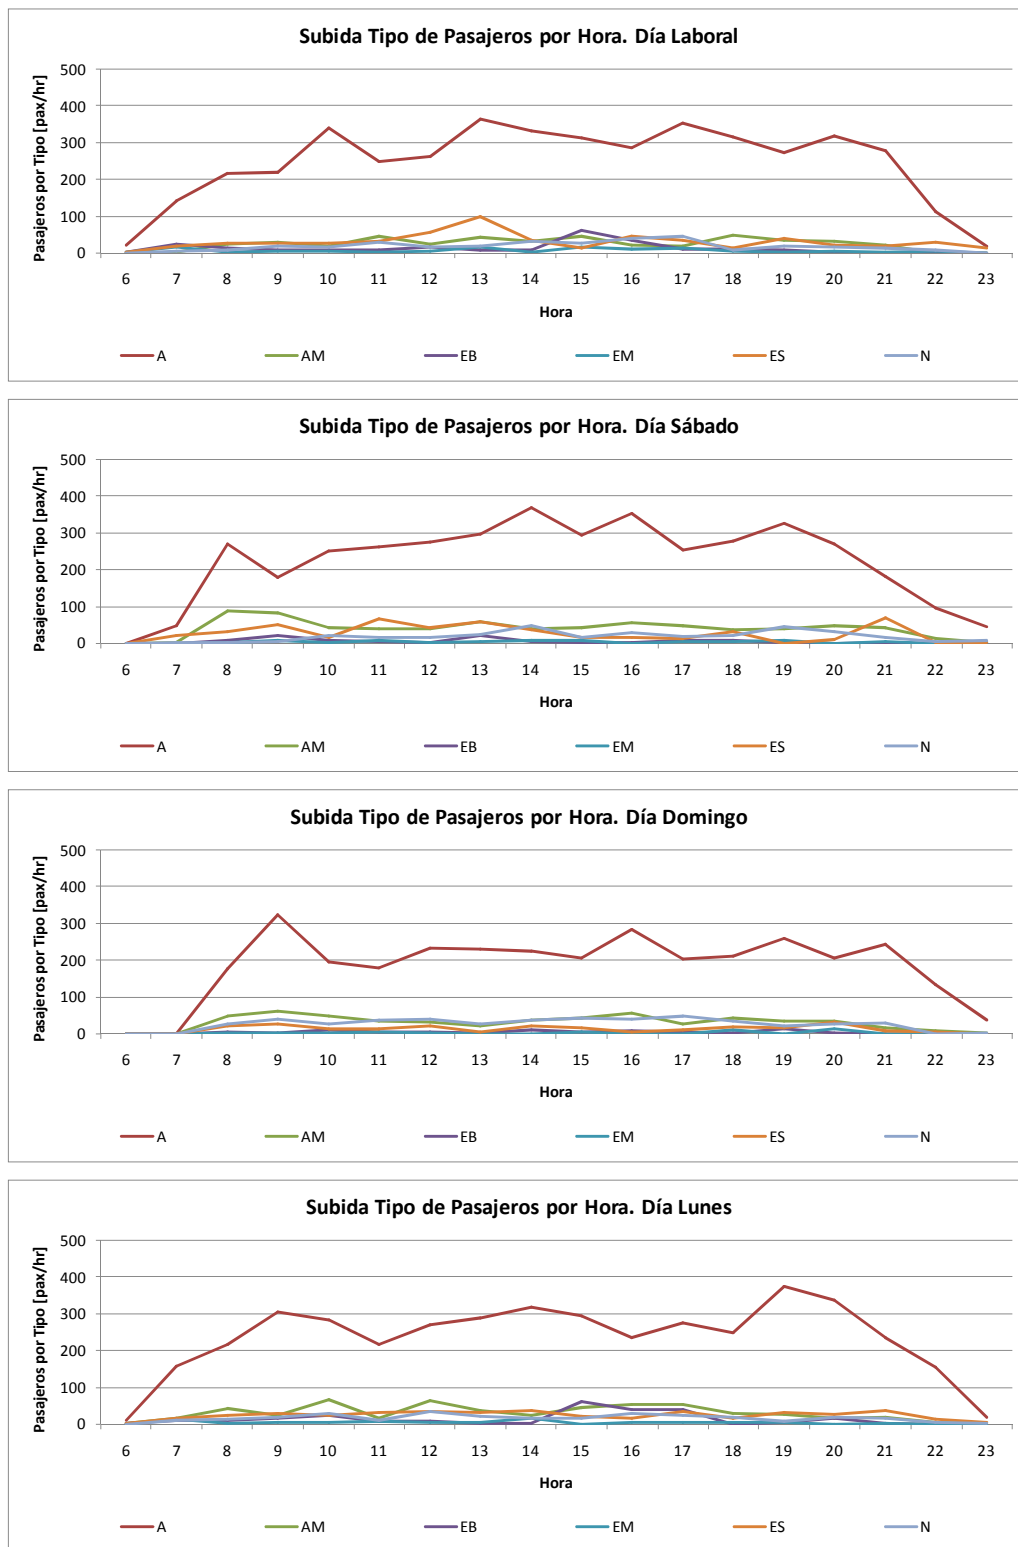 Subida Tipo de Pasajeros por Hora. Día Laboral
Pasajeros por Tipo [pax/hr]
500
400
300
200
100
0
6 7 8 9 10 11 12 13 14 15 16 17 18 19 20 21 22 23
Hora
A AM EB EM ES N
Subida Tipo de Pasajeros por Hora. Día Sábado
Pasajeros por Tipo [pax/hr]
500
400
300
200
100
0
6 7 8 9 10 11 12 13 14 15 16 17 18 19 20 21 22 23
Hora
A AM EB EM ES N
Subida Tipo de Pasajeros por Hora. Día Domingo
Pasajeros por Tipo [pax/hr]
500
400
300
200
100
0
6 7 8 9 10 11 12 13 14 15 16 17 18 19 20 21 22 23
Hora
A AM EB EM ES N
Subida Tipo de Pasajeros por Hora. Día Lunes
Pasajeros por Tipo [pax/hr]
500
400
300
200
100
0
6 7 8 9 10 11 12 13 14 15 16 17 18 19 20 21 22 23
Hora
A AM EB EM ES N